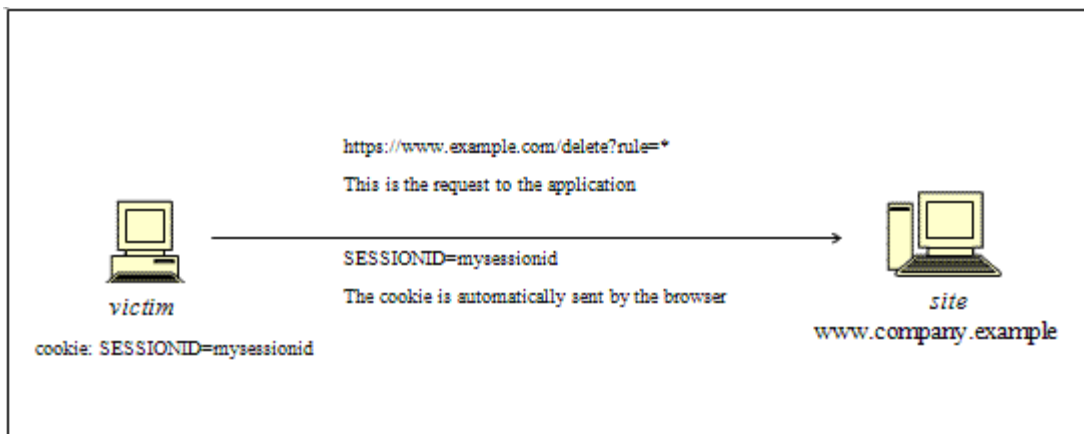 https://www.example.com/delete?rule=*
This is the request to the application
SESSIONID=mysessionid
The cookie is automatically sent by the browser
victim
cookie: SESSIONID=mysessionid
site
www.company.example